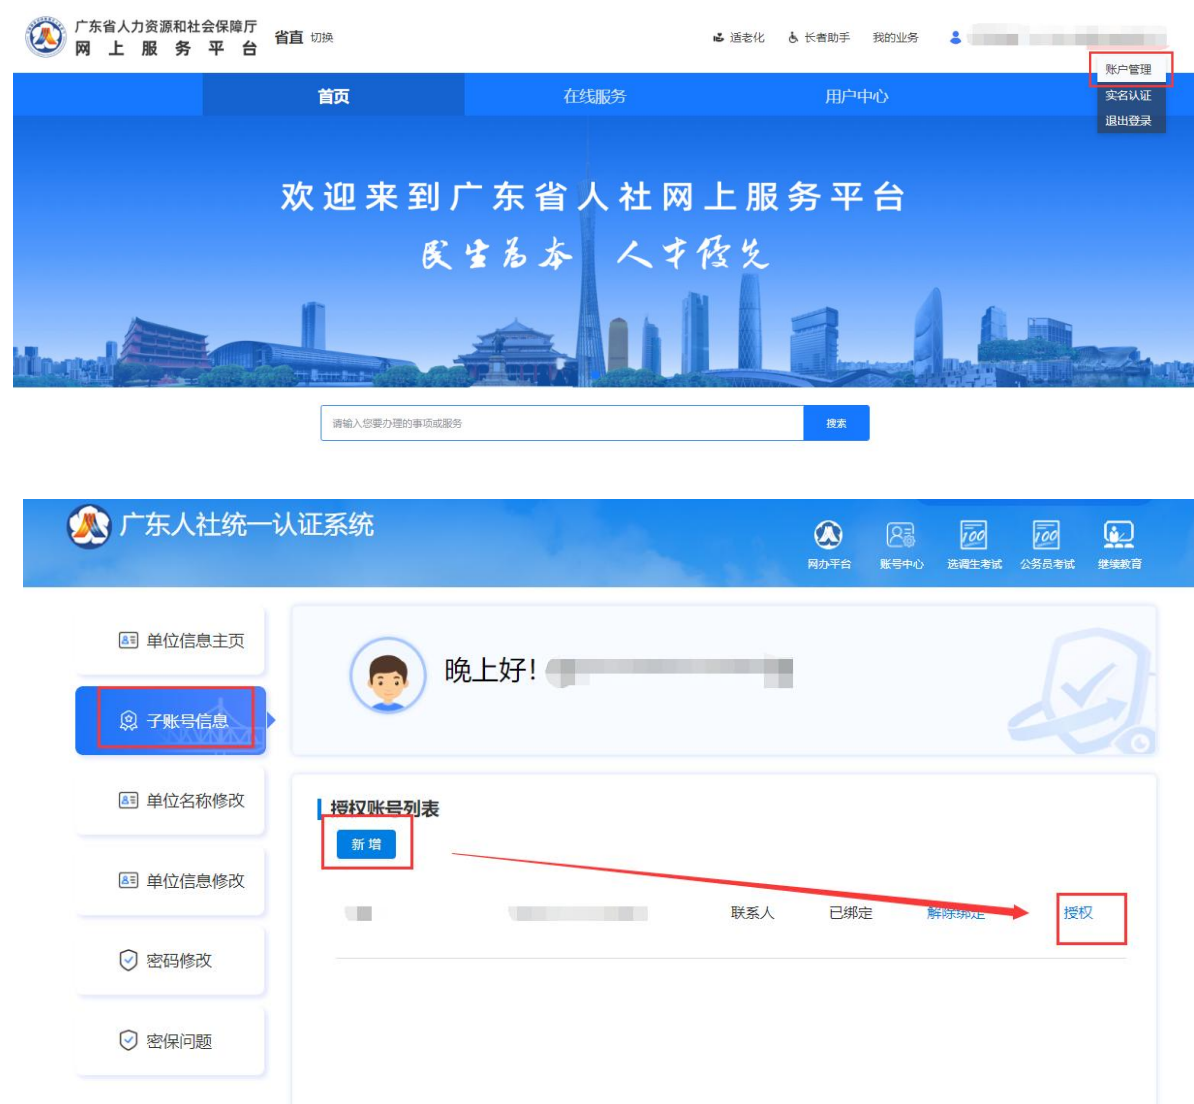 广东省人力资源和社会保障厅
网上服务平台
省直 切换
适老化 长者助手 我的业务
账户管理
实名认证
退出登录
首页 在线服务 用户中心
欢迎来到广东省人社网上服务平台
民生为本 人才优先
请输入您要办理的事项或服务 搜索
广东人社统一认证系统
网办平台 账号中心 选调生考试 公务员考试 继续教育
100 100
单位信息主页
晚上好!
子账号信息
单位名称修改
授权账号列表
新增
单位信息修改
联系人 已绑定 解除绑定 授权
密码修改
密保问题